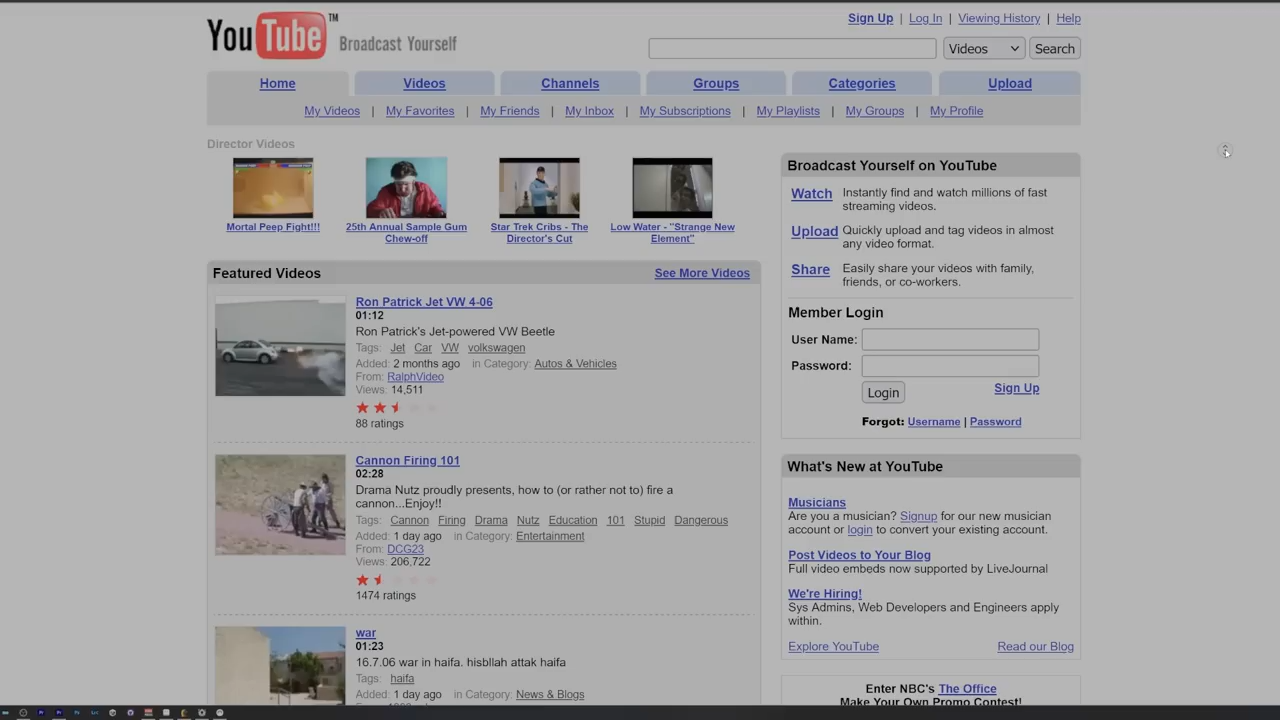 YouTube™
Broadcast Yourself
Sign Up | Log In | Viewing History | Help
Videos Search
Home Videos Channels Groups Categories Upload
My Videos | My Favorites | My Friends | My Inbox | My Subscriptions | My Playlists | My Groups | My Profile
Director Videos
Mortal Peep Fight!!!
25th Annual Sample Gum
Chew-off
Star Trek Cribs - The
Director's Cut
Low Water - "Strange New
Element"
Featured Videos See More Videos
Ron Patrick Jet VW 4-06
01:12
Ron Patrick's Jet-powered VW Beetle
Tags: Jet Car VW volkswagen
Added: 2 months ago in Category: Autos & Vehicles
From: RalphVideo
Views: 14,511
88 ratings
Cannon Firing 101
02:28
Drama Nutz proudly presents, how to (or rather not to) fire a
cannon...Enjoy!!
Tags: Cannon Firing Drama Nutz Education 101 Stupid Dangerous
Added: 1 day ago in Category: Entertainment
From: DCG23
Views: 206,722
1474 ratings
war
01:23
16.7.06 war in haifa. hisbllah attak haifa
Tags: haifa
Added: 1 day ago in Category: News & Blogs
Broadcast Yourself on YouTube
Watch Instantly find and watch millions of fast
streaming videos.
Upload Quickly upload and tag videos in almost
any video format.
Share Easily share your videos with family,
friends, or co-workers.
Member Login
User Name:
Password:
Login Sign Up
Forgot: Username | Password
What's New at YouTube
Musicians
Are you a musician? Signup for our new musician
account or login to convert your existing account.
Post Videos to Your Blog
Full video embeds now supported by LiveJournal
We're Hiring!
Sys Admins, Web Developers and Engineers apply
within.
Explore YouTube Read our Blog
Enter NBC's The Office
Make Your Own Promo Contest!